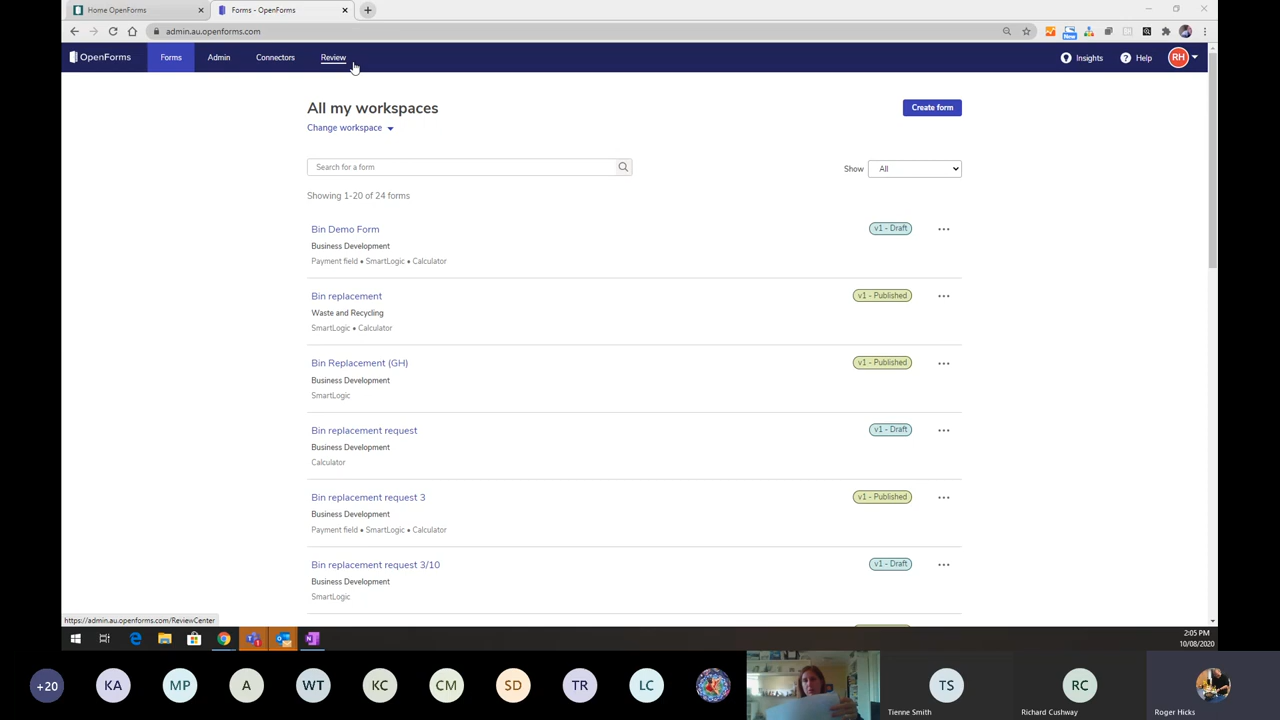 Home OpenForms
Forms - OpenForms
admin.au.openforms.com
New
OpenForms
Forms
Admin
Connectors
Review
Insights
Help
RH
All my workspaces
Create form
Change workspace
Search for a form
Show
All
Showing 1-20 of 24 forms
Bin Demo Form
v1 - Draft
Business Development
Payment field • SmartLogic • Calculator
Bin replacement
v1 - Published
Waste and Recycling
SmartLogic • Calculator
Bin Replacement (GH)
v1 - Published
Business Development
SmartLogic
Bin replacement request
v1 - Draft
Business Development
Calculator
Bin replacement request 3
v1 - Published
Business Development
Payment field • SmartLogic • Calculator
Bin replacement request 3/10
v1 - Draft
Business Development
SmartLogic
https://admin.au.openforms.com/ReviewCenter
2:05 PM
10/08/2020
+20
KA
MP
A
WT
KC
CM
SD
TR
LC
TS
RC
Tienne Smith
Richard Cushway
Roger Hicks